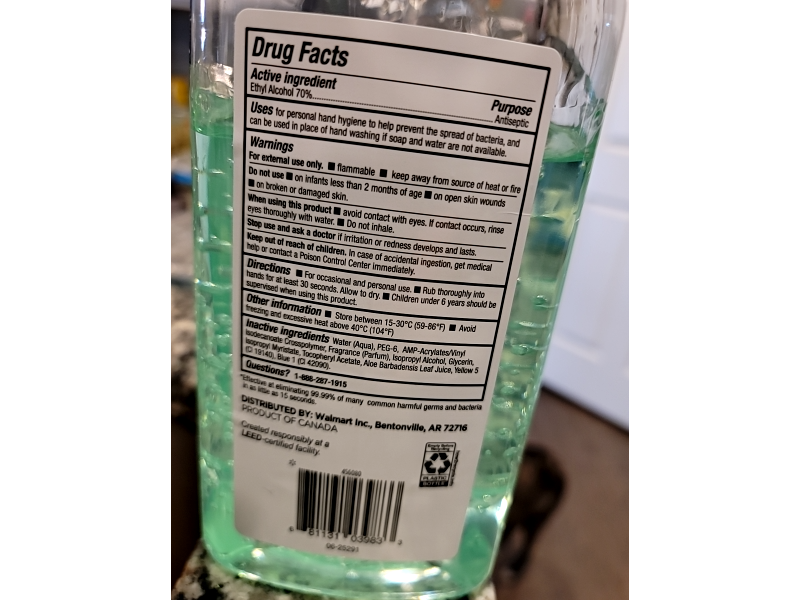 Drug Facts
Active ingredient
Purpose
Ethyl Alcohol 70%..........Antiseptic
Uses for personal hand hygiene to help prevent the spread of bacteria, and
can be used in place of hand washing if soap and water are not available.
Warnings
For external use only. ■ flammable ■ keep away from source of heat or fire
Do not use ■ on infants less than 2 months of age ■ on open skin wounds
■ on broken or damaged skin.
When using this product ■ avoid contact with eyes. If contact occurs, rinse
eyes thoroughly with water. ■ Do not inhale.
Stop use and ask a doctor if irritation or redness develops and lasts.
Keep out of reach of children. In case of accidental ingestion, get medical
help or contact a Poison Control Center immediately.
Directions ■ For occasional and personal use. ■ Rub thoroughly into
hands for at least 30 seconds. Allow to dry. ■ Children under 6 years should be
supervised when using this product.
Other information ■ Store between 15-30°C (59-86°F) ■ Avoid
freezing and excessive heat above 40°C (104°F)
Inactive ingredients Water (Aqua), PEG-6, AMP-Acrylates/Vinyl
Isodecanoate Crosspolymer, Fragrance (Parfum), Isopropyl Alcohol, Glycerin,
Isopropyl Myristate, Tocopheryl Acetate, Aloe Barbadensis Leaf Juice, Yellow 5
(CI 19140), Blue 1 (CI 42090).
Questions? 1-888-287-1915
*Effective at eliminating 99.99% of many common harmful germs and bacteria
in as little as 15 seconds.
DISTRIBUTED BY: Walmart Inc., Bentonville, AR 72716
PRODUCT OF CANADA
Created responsibly at a
LEED-certified facility.
PLASTIC
BOTTLE
81131 03983
06-25291